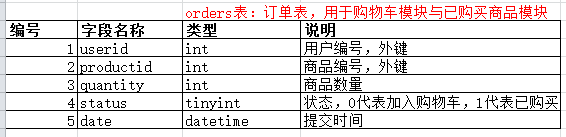 orders表：订单表，用于购物车模块与已购买商品模块
编号 字段名称 类型 说明
1 userid int 用户编号，外键
2 productid int 商品编号，外键
3 quantity int 商品数量
4 status tinyint 状态，0代表加入购物车，1代表已购买
5 date datetime 提交时间